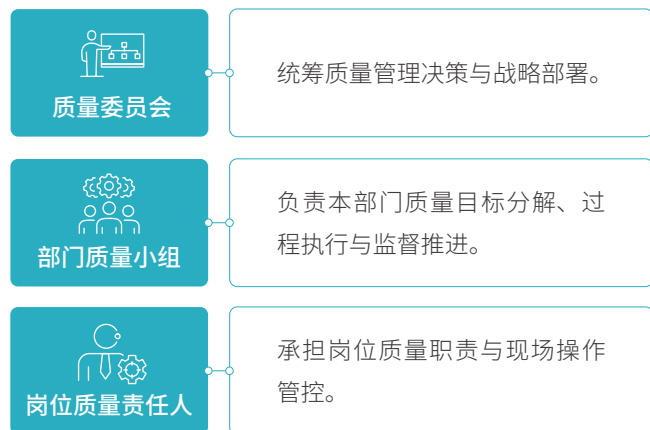 质量委员会
统筹质量管理决策与战略部署。
部门质量小组
负责本部门质量目标分解、过
程执行与监督推进。
岗位质量责任人
承担岗位质量职责与现场操作
管控。